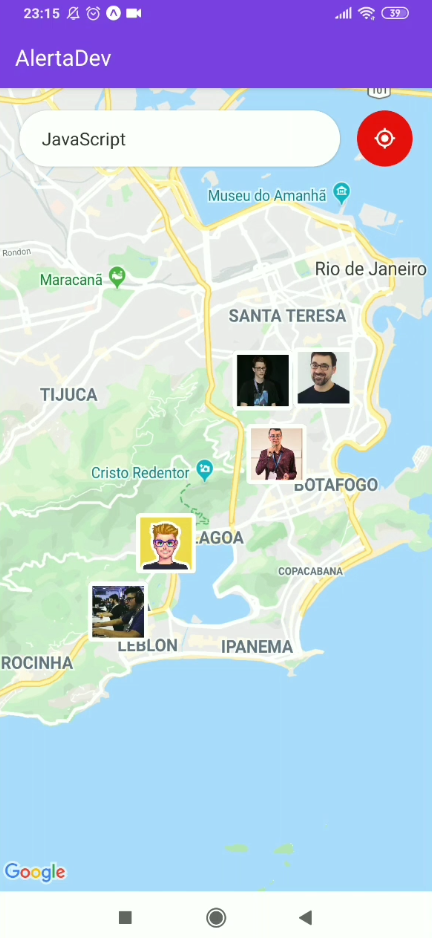 23:15
39
AlertaDev
101
JavaScript
Museu do Amanhã
Rondon
Rio de Janeiro
Maracanã
SANTA TERESA
TIJUCA
Cristo Redentor
BOTAFOGO
LAGOA
COPACABANA
LEBLON
IPANEMA
ROCINHA
Google